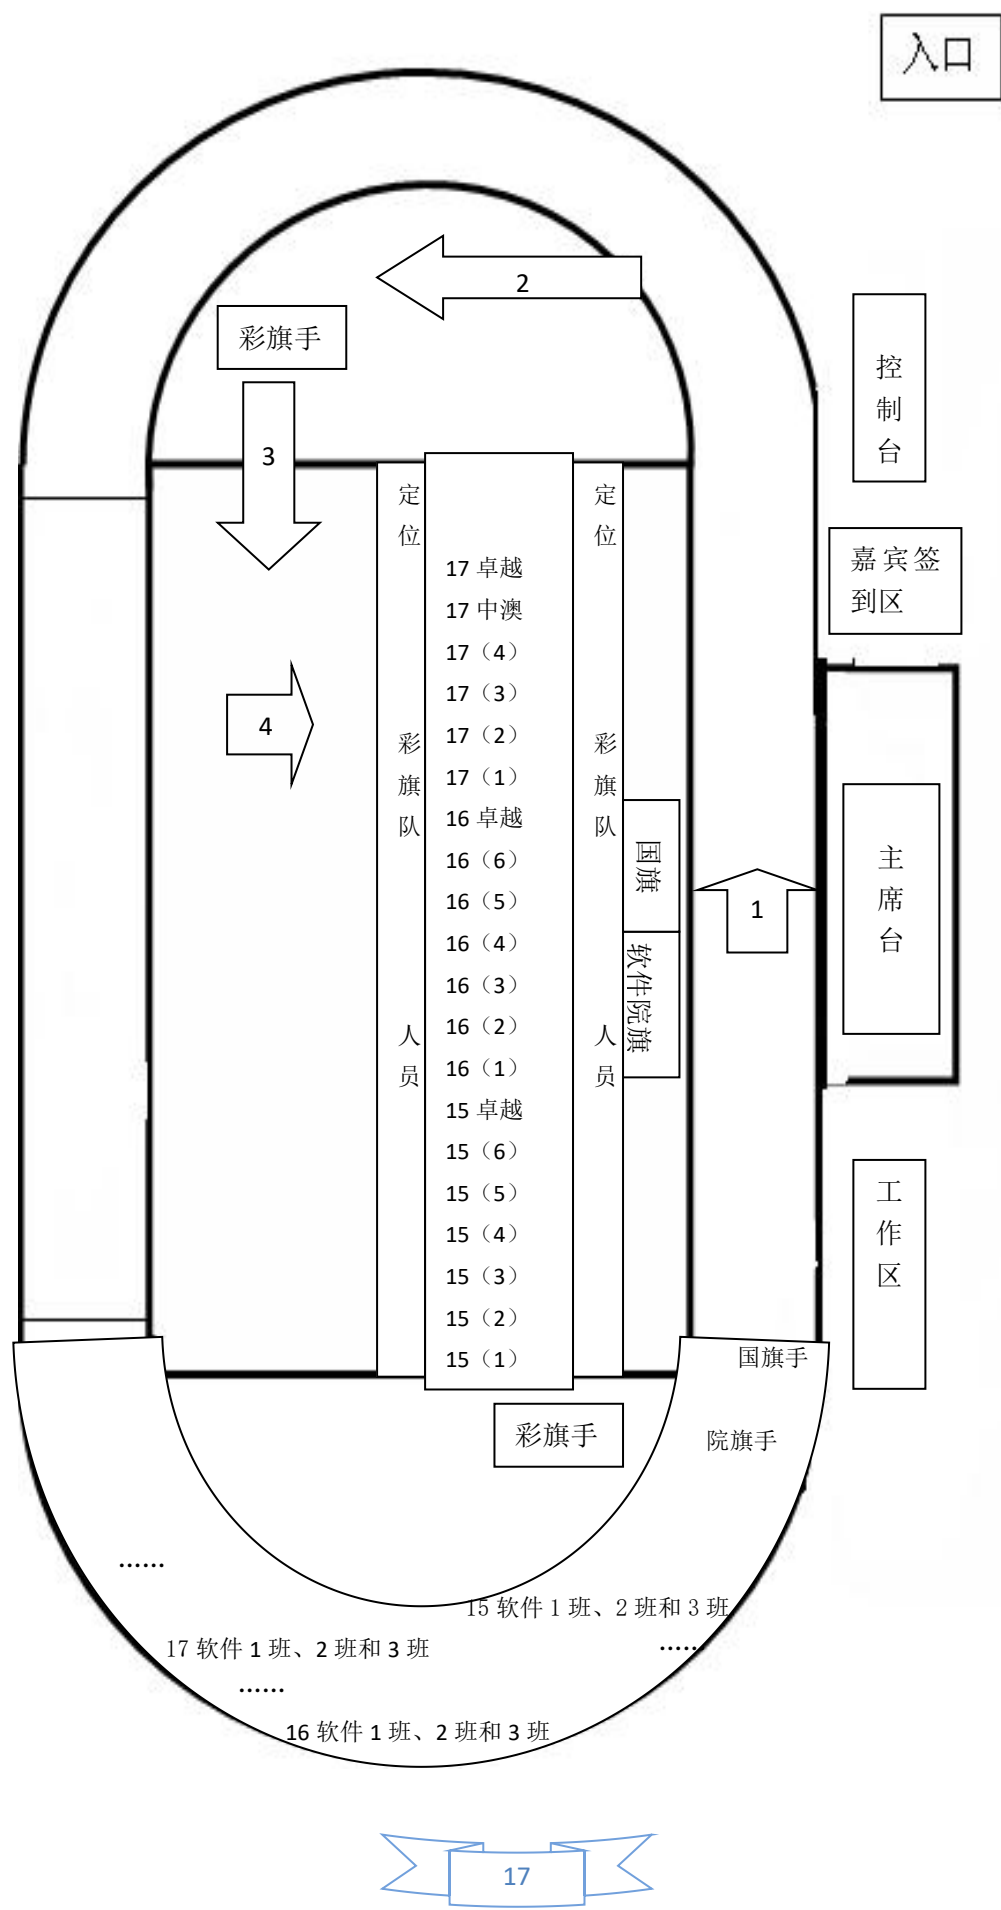 入口
2
彩旗手
3
控
制
台
定
位
彩
旗
队
人
员
17 卓越
17 中澳
17（4）
17（3）
17（2）
17（1）
16 卓越
16（6）
16（5）
16（4）
16（3）
16（2）
16（1）
15 卓越
15（6）
15（5）
15（4）
15（3）
15（2）
15（1）
定
位
彩
旗
队
人
员
嘉宾签
到区
4
国旗
软件院旗
1
主
席
台
工
作
区
国旗手
院旗手
彩旗手
……
15 软件 1 班、2 班和 3 班
……
17 软件 1 班、2 班和 3 班
……
16 软件 1 班、2 班和 3 班
17